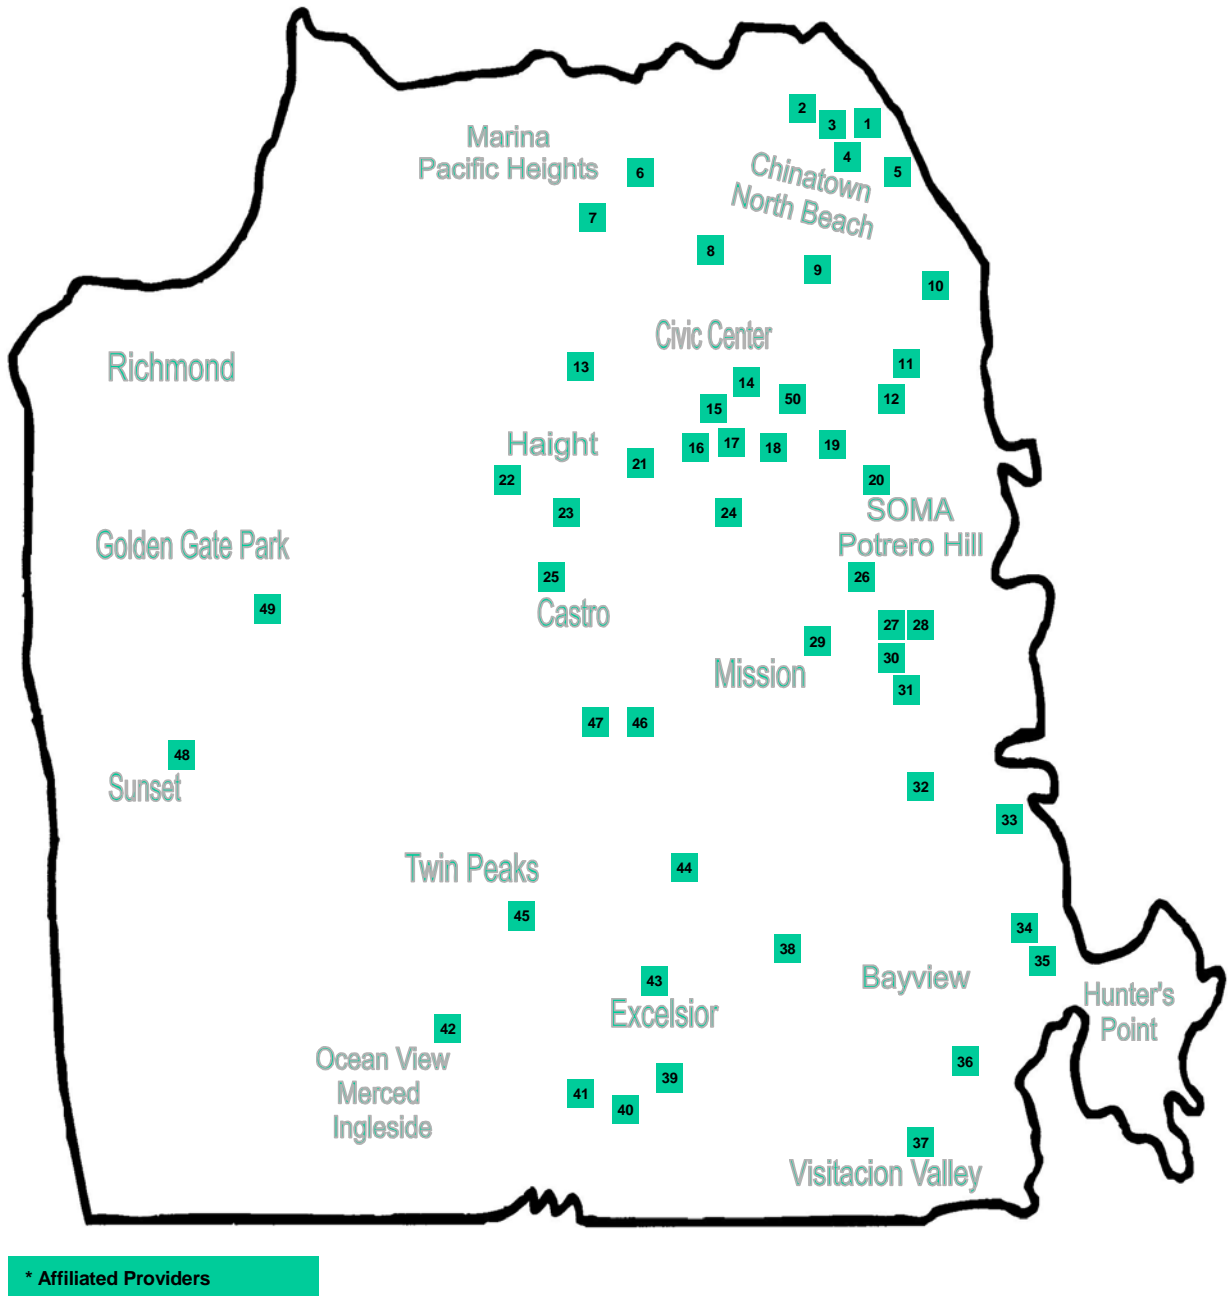 2
3
1
4
5
Marina
Pacific Heights
6
Chinatown
North Beach
7
8
9
10
Civic Center
Richmond
13
11
14
50
12
15
Haight
16
17
18
19
21
22
20
23
24
SOMA
Potrero Hill
Golden Gate Park
25
26
Castro
49
27
28
29
30
Mission
31
47
46
48
Sunset
32
33
Twin Peaks
44
45
34
38
35
43
Bayview
Hunter's
Point
Excelsior
42
Ocean View
Merced
Ingleside
36
39
41
40
37
Visitacion Valley
* Affiliated Providers